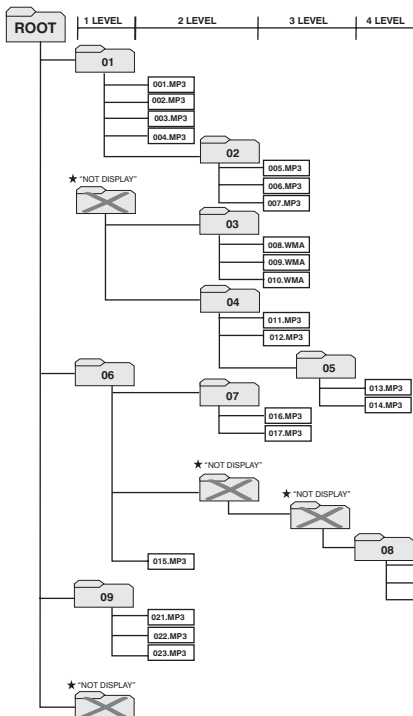 ROOT 1 LEVEL 2 LEVEL 3 LEVEL 4 LEVEL
01
001.MP3
002.MP3
003.MP3
004.MP3
02
★ "NOT DISPLAY"
005.MP3
006.MP3
007.MP3
03
008.WMA
009.WMA
010.WMA
04
011.MP3
012.MP3
05
06
013.MP3
07
014.MP3
016.MP3
017.MP3
★ "NOT DISPLAY"
★ "NOT DISPLAY"
08
015.MP3
09
021.MP3
022.MP3
023.MP3
★ "NOT DISPLAY"